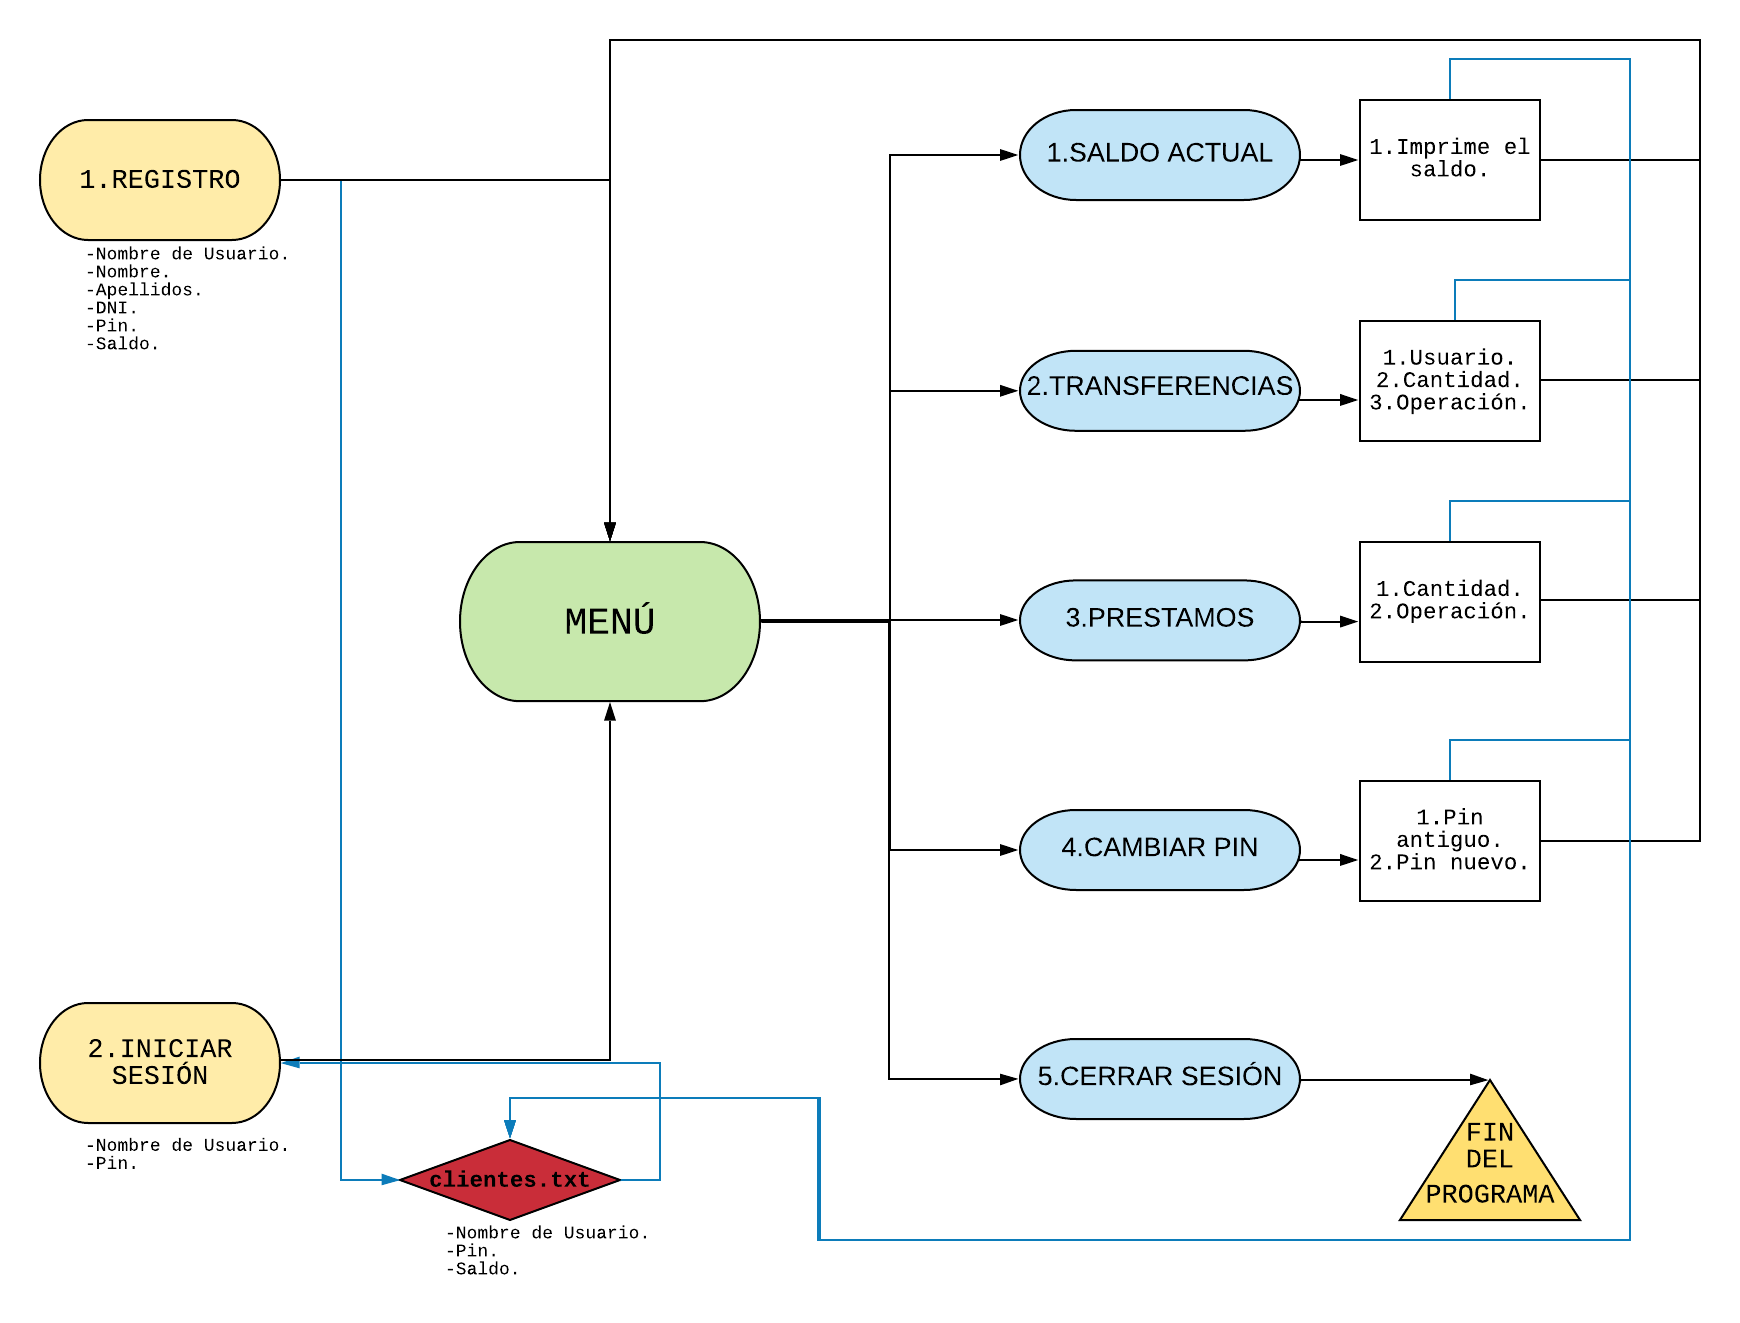 1.REGISTRO
-Nombre de Usuario.
-Nombre.
-Apellidos.
-DNI.
-Pin.
-Saldo.
MENÚ
2.INICIAR
SESIÓN
-Nombre de Usuario.
-Pin.
clientes.txt
-Nombre de Usuario.
-Pin.
-Saldo.
1.SALDO ACTUAL
1.Imprime el
saldo.
2.TRANSFERENCIAS
1.Usuario.
2.Cantidad.
3.Operación.
3.PRESTAMOS
1.Cantidad.
2.Operación.
4.CAMBIAR PIN
1.Pin
antiguo.
2.Pin nuevo.
5.CERRAR SESIÓN
FIN
DEL
PROGRAMA